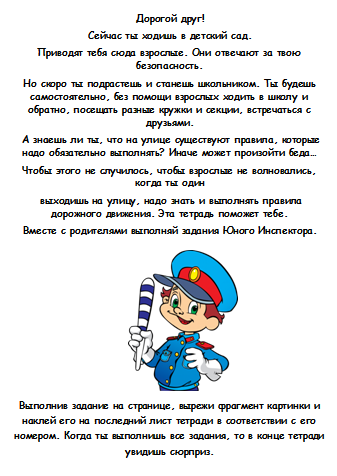 Дорогой друг!
Сейчас ты ходишь в детский сад.
Приводят тебя сюда взрослые. Они отвечают за твою
безопасность.
Но скоро ты подрастешь и станешь школьником. Ты будешь
самостоятельно, без помощи взрослых ходить в школу и
обратно, посещать разные кружки и секции, встречаться с
друзьями.
А знаешь ли ты, что на улице существуют правила, которые
надо обязательно выполнять? Иначе может произойти беда…
Чтобы этого не случилось, чтобы взрослые не волновались,
когда ты один
выходишь на улицу, надо знать и выполнять правила
дорожного движения. Эта тетрадь поможет тебе.
Вместе с родителями выполняй задания Юного Инспектора.
Выполнив задание на странице, вырежи фрагмент картинки и
наклей его на последний лист тетради в соответствии с его
номером. Когда ты выполнишь все задания, то в конце тетради
увидишь сюрприз.